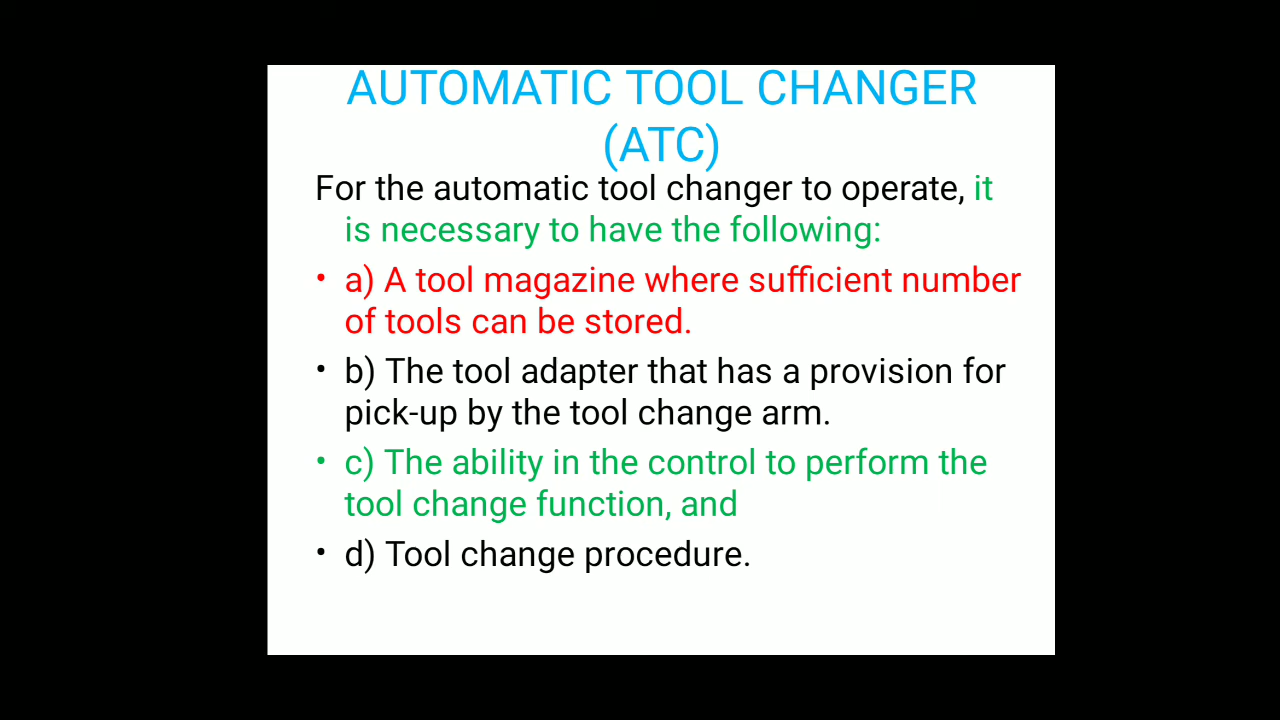 AUTOMATIC TOOL CHANGER
(ATC)
For the automatic tool changer to operate, it
is necessary to have the following:
• a) A tool magazine where sufficient number
of tools can be stored.
• b) The tool adapter that has a provision for
pick-up by the tool change arm.
• c) The ability in the control to perform the
tool change function, and
• d) Tool change procedure.